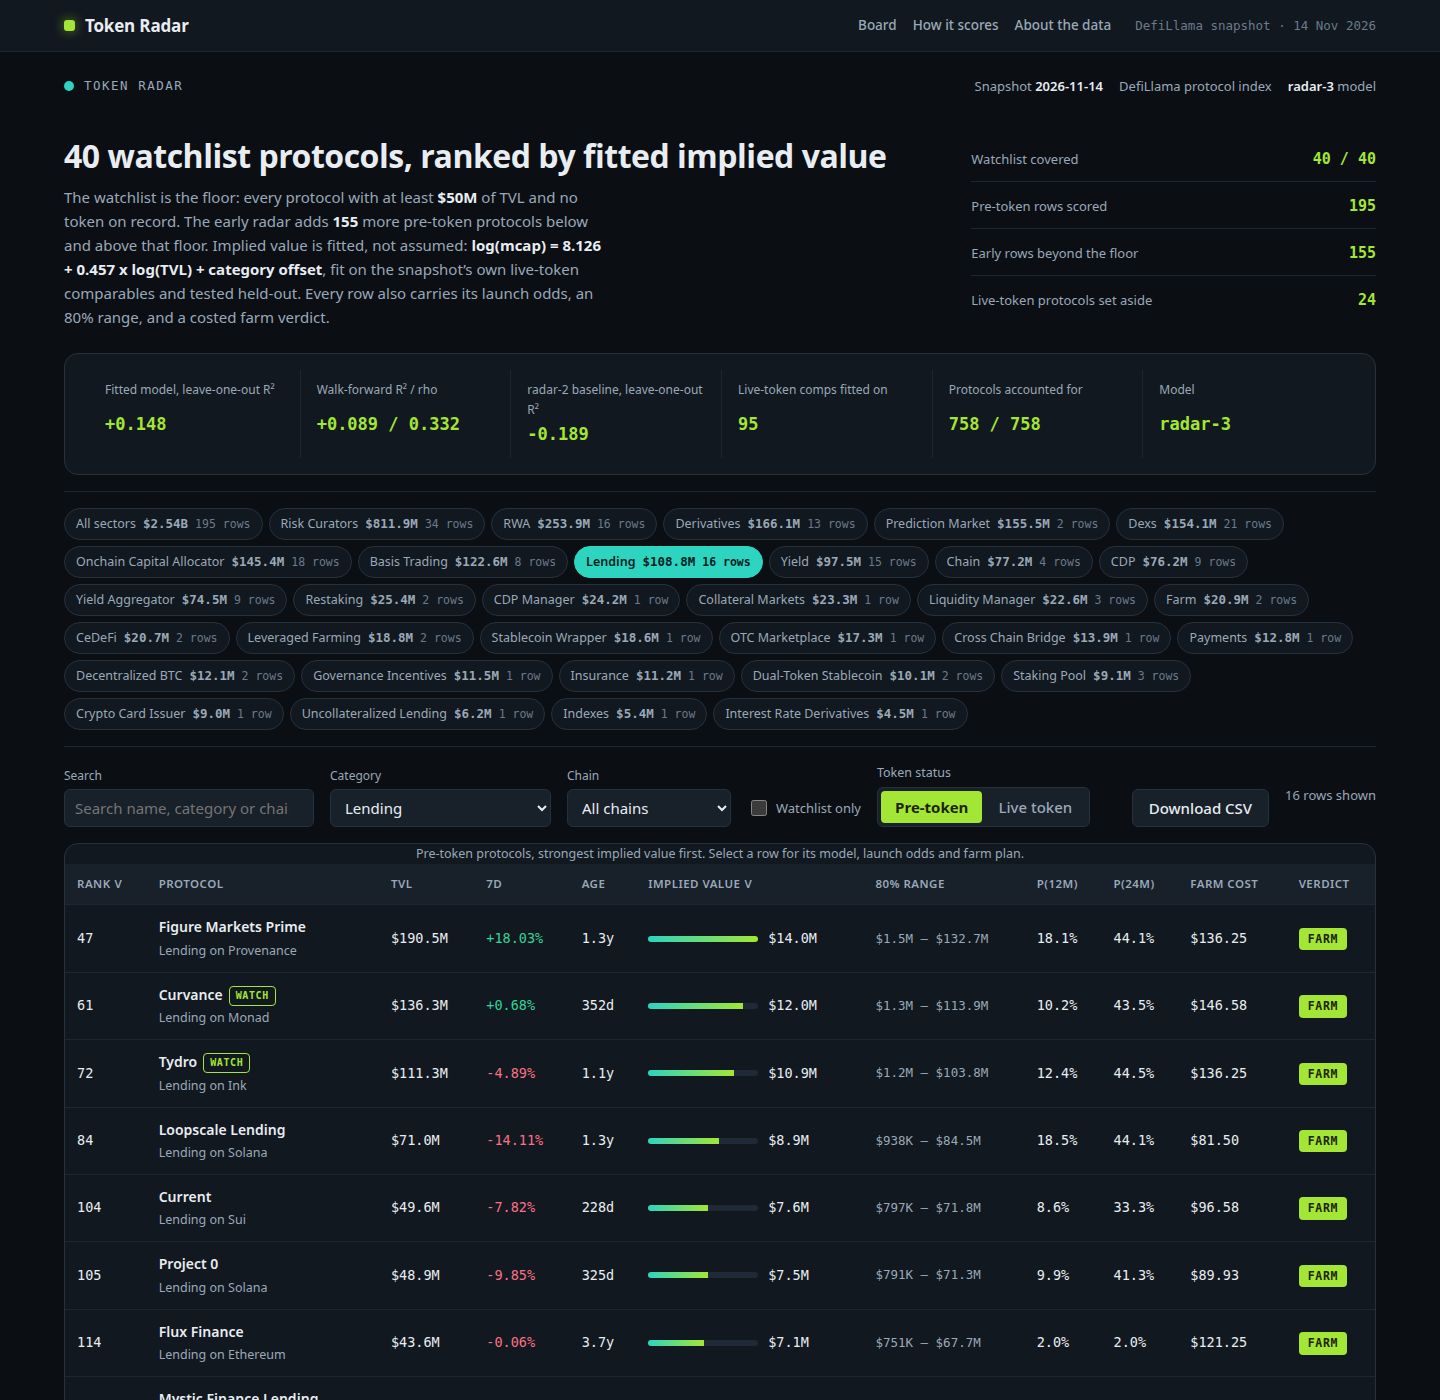 Token Radar
Board How it scores About the data DefiLlama snapshot · 14 Nov 2026
TOKEN RADAR
Snapshot 2026-11-14 DefiLlama protocol index radar-3 model
40 watchlist protocols, ranked by fitted implied value
The watchlist is the floor: every protocol with at least $50M of TVL and no
token on record. The early radar adds 155 more pre-token protocols below
and above that floor. Implied value is fitted, not assumed: log(mcap) = 8.126
+ 0.457 x log(TVL) + category offset, fit on the snapshot’s own live-token
comparables and tested held-out. Every row also carries its launch odds, an
80% range, and a costed farm verdict.
Watchlist covered 40 / 40
Pre-token rows scored 195
Early rows beyond the floor 155
Live-token protocols set aside 24
Fitted model, leave-one-out R²
+0.148
Walk-forward R² / rho
+0.089 / 0.332
radar-2 baseline, leave-one-out
R²
-0.189
Live-token comps fitted on
95
Protocols accounted for
758 / 758
Model
radar-3
All sectors $2.54B 195 rows Risk Curators $811.9M 34 rows RWA $253.9M 16 rows Derivatives $166.1M 13 rows Prediction Market $155.5M 2 rows Dexs $154.1M 21 rows
Onchain Capital Allocator $145.4M 18 rows Basis Trading $122.6M 8 rows Lending $108.8M 16 rows Yield $97.5M 15 rows Chain $77.2M 4 rows CDP $76.2M 9 rows
Yield Aggregator $74.5M 9 rows Restaking $25.4M 2 rows CDP Manager $24.2M 1 row Collateral Markets $23.3M 1 row Liquidity Manager $22.6M 3 rows Farm $20.9M 2 rows
CeDeFi $20.7M 2 rows Leveraged Farming $18.8M 2 rows Stablecoin Wrapper $18.6M 1 row OTC Marketplace $17.3M 1 row Cross Chain Bridge $13.9M 1 row Payments $12.8M 1 row
Decentralized BTC $12.1M 2 rows Governance Incentives $11.5M 1 row Insurance $11.2M 1 row Dual-Token Stablecoin $10.1M 2 rows Staking Pool $9.1M 3 rows
Crypto Card Issuer $9.0M 1 row Uncollateralized Lending $6.2M 1 row Indexes $5.4M 1 row Interest Rate Derivatives $4.5M 1 row
Search Category Chain Token status
Search name, category or chai Lending All chains Watchlist only Pre-token Live token Download CSV 16 rows shown
Pre-token protocols, strongest implied value first. Select a row for its model, launch odds and farm plan.
RANK V PROTOCOL TVL 7D AGE IMPLIED VALUE V 80% RANGE P(12M) P(24M) FARM COST VERDICT
47 Figure Markets Prime $190.5M +18.03% 1.3y $14.0M $1.5M – $132.7M 18.1% 44.1% $136.25 FARM
Lending on Provenance
61 Curvance WATCH $136.3M +0.68% 352d $12.0M $1.3M – $113.9M 10.2% 43.5% $146.58 FARM
Lending on Monad
72 Tydro WATCH $111.3M -4.89% 1.1y $10.9M $1.2M – $103.8M 12.4% 44.5% $136.25 FARM
Lending on Ink
84 Loopscale Lending $71.0M -14.11% 1.3y $8.9M $938K – $84.5M 18.5% 44.1% $81.50 FARM
Lending on Solana
104 Current $49.6M -7.82% 228d $7.6M $797K – $71.8M 8.6% 33.3% $96.58 FARM
Lending on Sui
105 Project 0 $48.9M -9.85% 325d $7.5M $791K – $71.3M 9.9% 41.3% $89.93 FARM
Lending on Solana
114 Flux Finance $43.6M -0.06% 3.7y $7.1M $751K – $67.7M 2.0% 2.0% $121.25 FARM
Lending on Ethereum
Mystic Finance Lending